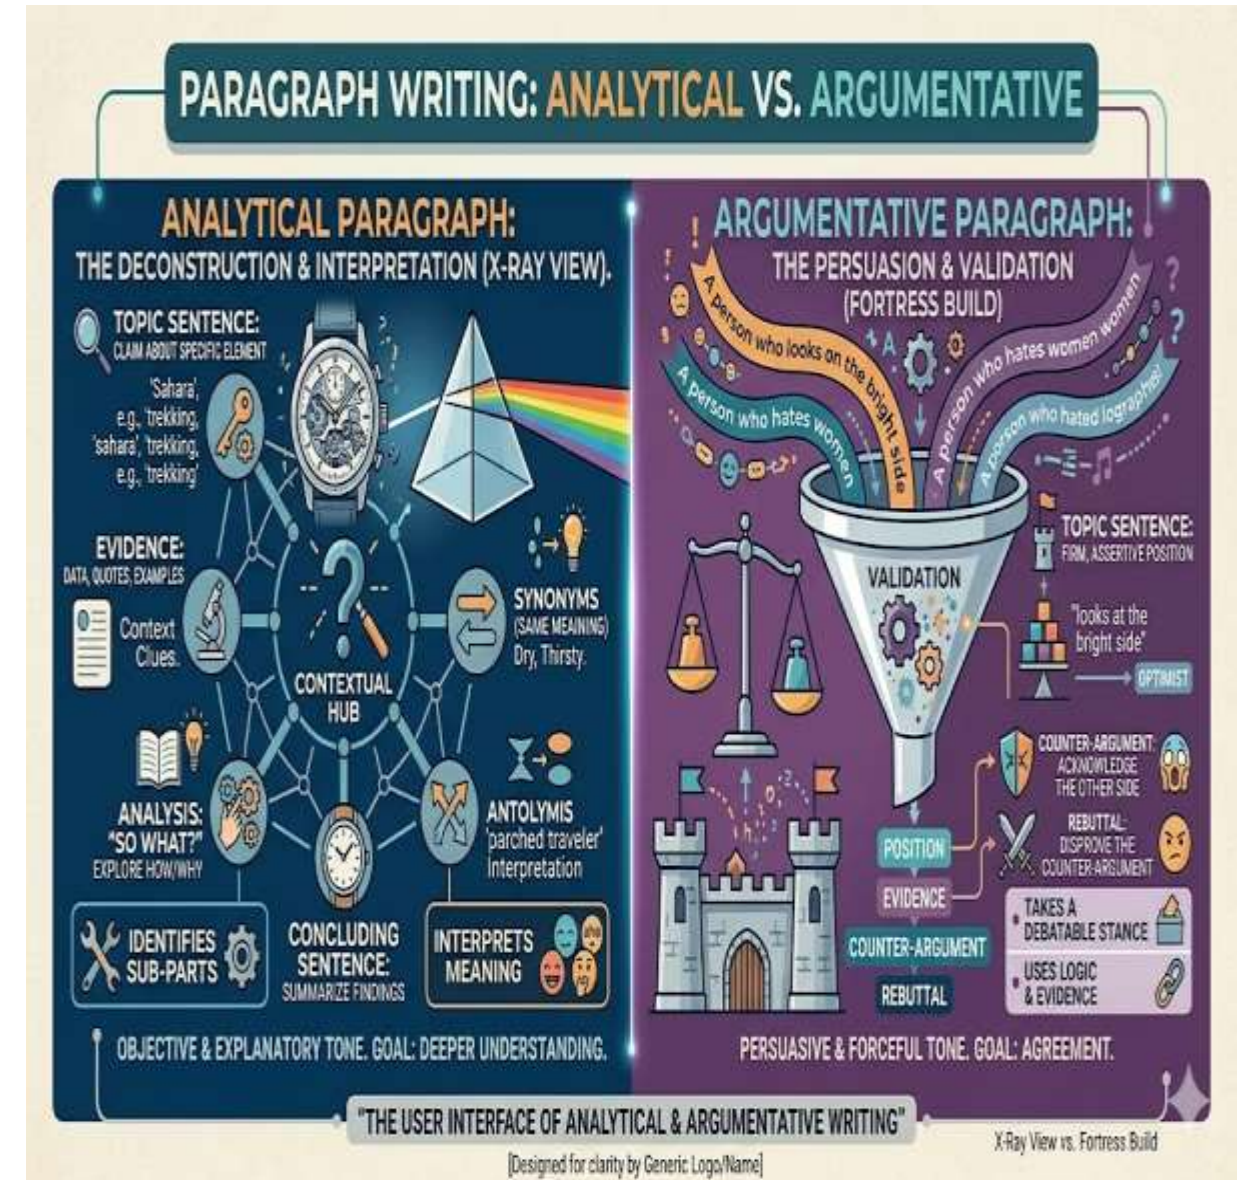 PARAGRAPH WRITING: ANALYTICAL VS. ARGUMENTATIVE
ANALYTICAL PARAGRAPH:
THE DECONSTRUCTION & INTERPRETATION (X-RAY VIEW).
TOPIC SENTENCE:
CLAIM ABOUT SPECIFIC ELEMENT
'Sahara',
e.g., 'trekking,
'sahara', 'trekking,
e.g., 'trekking'
EVIDENCE:
DATA, QUOTES, EXAMPLES
Context
Clues.
CONTEXTUAL
HUB
SYNONYMS
(SAME MEANING)
Dry, Thirsty.
ANALYSIS:
"SO WHAT?"
EXPLORE HOW/WHY
ANTOLYMIS
'parched traveler'
Interpretation
IDENTIFIES
SUB-PARTS
CONCLUDING
SENTENCE:
SUMMARIZE FINDINGS
INTERPRETS
MEANING
OBJECTIVE & EXPLANATORY TONE. GOAL: DEEPER UNDERSTANDING.
ARGUMENTATIVE PARAGRAPH:
THE PERSUASION & VALIDATION
(FORTRESS BUILD)
A person who looks on the bright side
A person who hates women
A person who hates women women
A person who hated
VALIDATION
TOPIC SENTENCE:
FIRM, ASSERTIVE POSITION
"looks at the
bright side"
OPTIMIST
COUNTER-ARGUMENT:
ACKNOWLEDGE
THE OTHER SIDE
REBUTTAL:
DISPROVE THE
COUNTER-ARGUMENT
POSITION
EVIDENCE
COUNTER-ARGUMENT
REBUTTAL
TAKES A
DEBATABLE STANCE
USES LOGIC
& EVIDENCE
PERSUASIVE & FORCEFUL TONE. GOAL: AGREEMENT.
"THE USER INTERFACE OF ANALYTICAL & ARGUMENTATIVE WRITING"
X-Ray View vs. Fortress Build
[Designed for clarity by Generic Logo/Name]